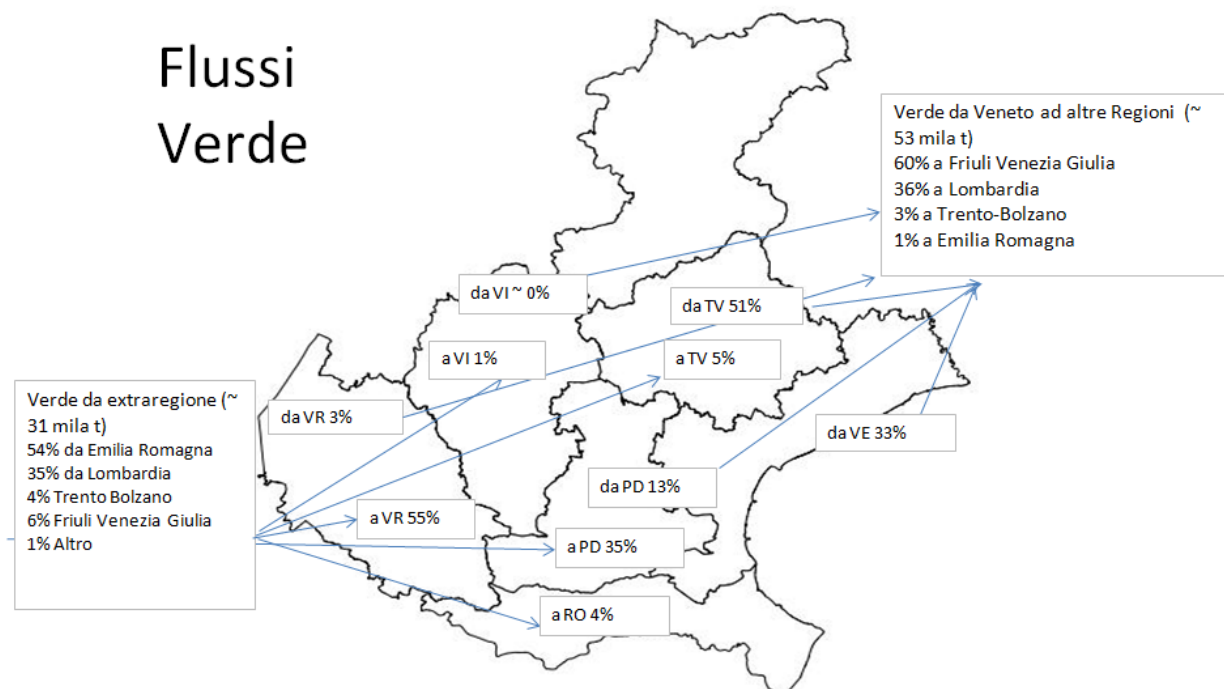 Flussi
Verde
Verde da Veneto ad altre Regioni (~
53 mila t)
60% a Friuli Venezia Giulia
36% a Lombardia
3% a Trento-Bolzano
1% a Emilia Romagna
da VI ~ 0%
da TV 51%
a VI 1%
a TV 5%
Verde da extraregione (~
31 mila t)
54% da Emilia Romagna
35% da Lombardia
4% Trento Bolzano
6% Friuli Venezia Giulia
1% Altro
da VR 3%
da VE 33%
da PD 13%
a VR 55%
a PD 35%
a RO 4%